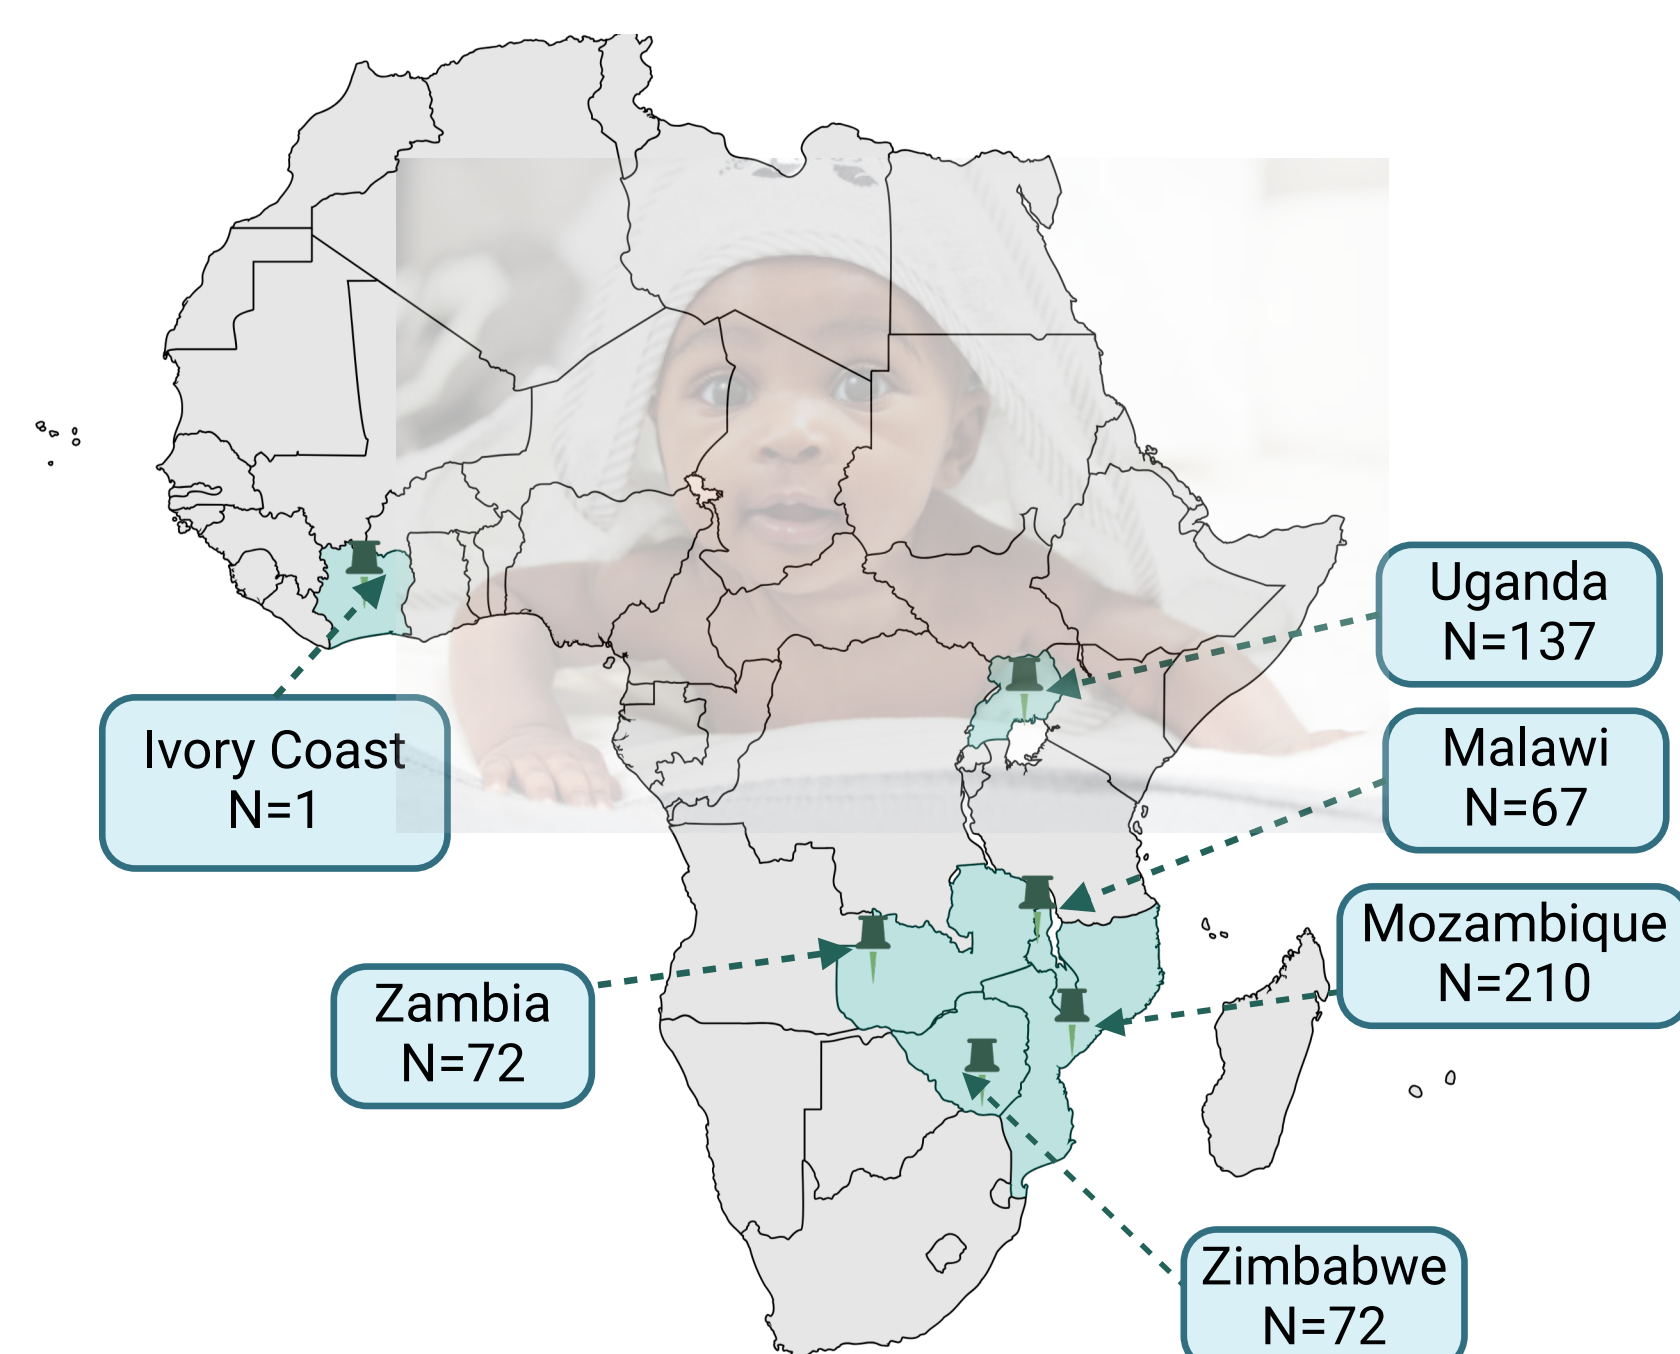 Uganda
N=137
Ivory Coast
N=1
Malawi
N=67
Mozambique
N=210
Zambia
N=72
Zimbabwe
N=72